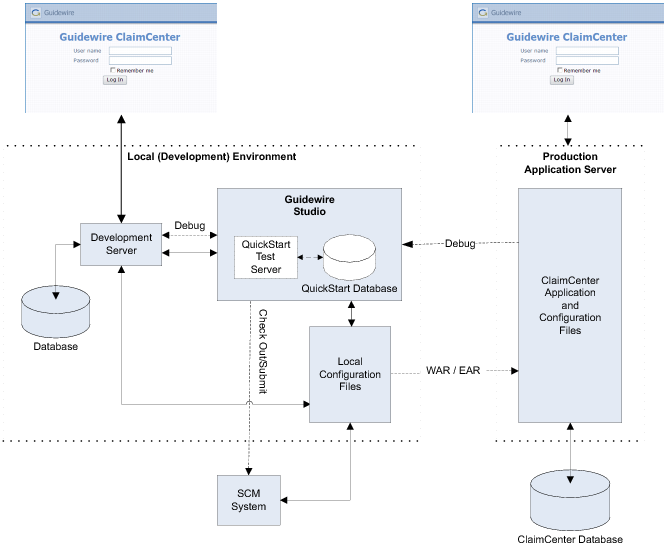 Guidewire
Guidewire ClaimCenter
User name
Password
Remember me
Log In
Guidewire
Guidewire ClaimCenter
User name
Password
Remember me
Log In
Local (Development) Environment
Production
Application Server
Guidewire
Studio
Development
Server
Debug
QuickStart
Test
Server
QuickStart Database
Debug
ClaimCenter
Application
and
Configuration
Files
Database
Check Out/Submit
Local
Configuration
Files
WAR / EAR
SCM
System
ClaimCenter Database